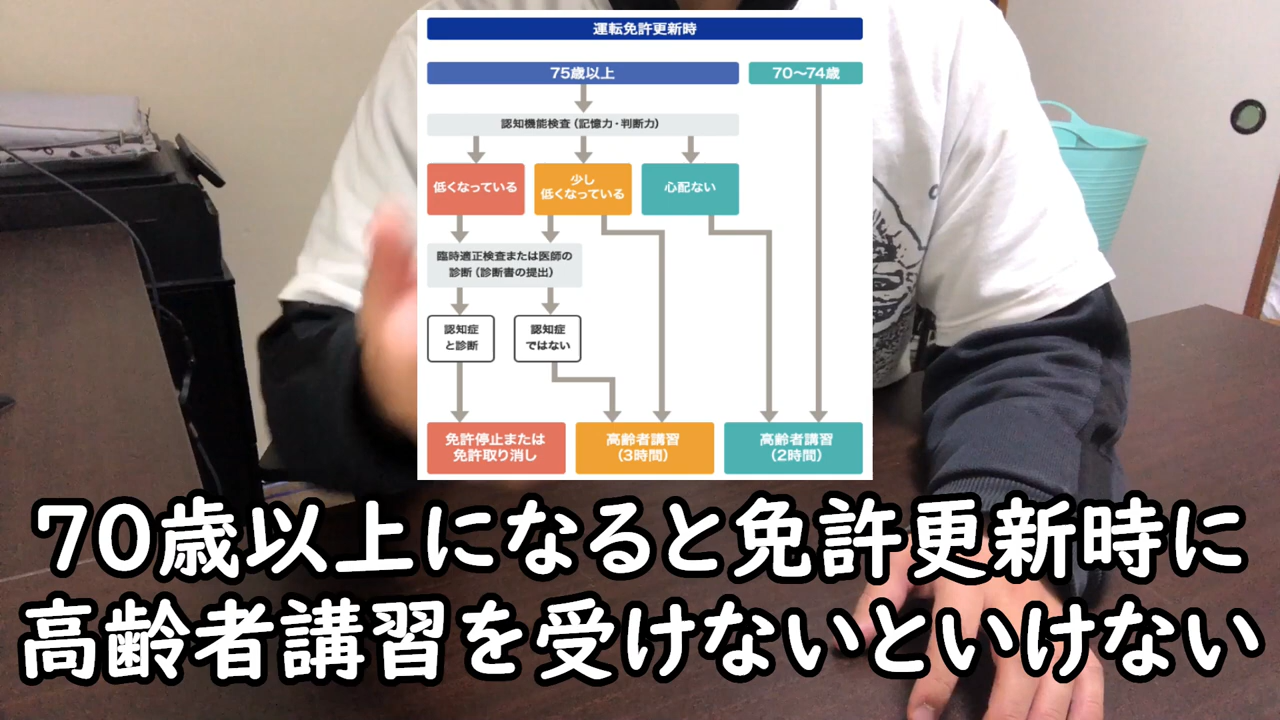 運転免許更新時
75歳以上
70〜74歳
認知機能検査（記憶力・判断力）
低くなっている
少し
低くなっている
心配ない
臨時適正検査または医師の
診断（診断書の提出）
認知症
と診断
認知症
ではない
免許停止または
免許取り消し
高齢者講習
（3時間）
高齢者講習
（2時間）
70歳以上になると免許更新時に
高齢者講習を受けないといけない